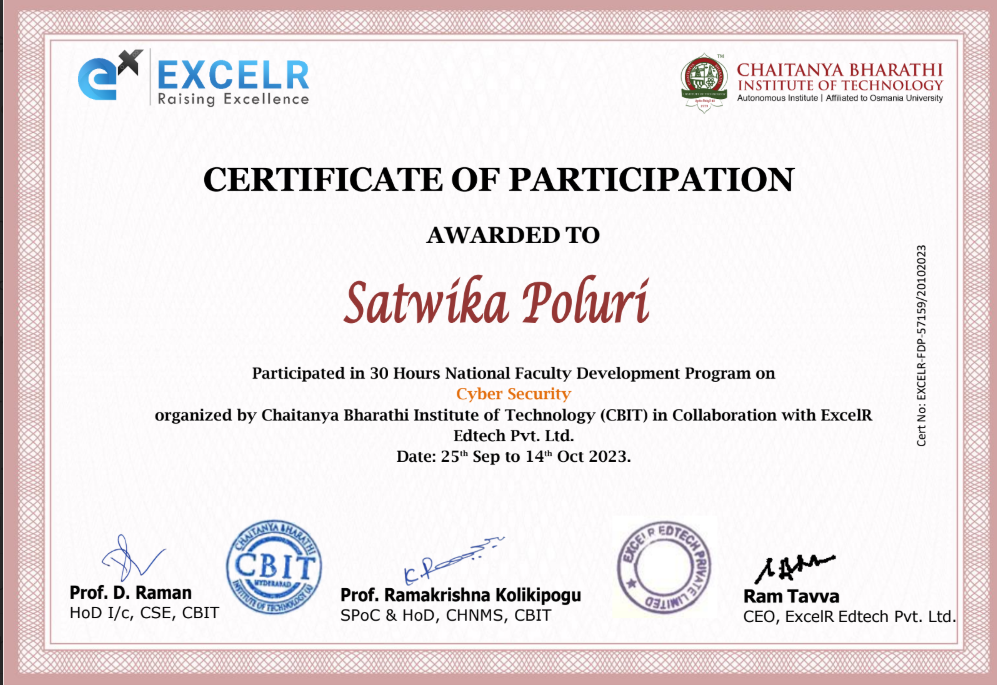 ex EXCELR
Raising Excellence
TM
CHAITANYA BHARATHI
INSTITUTE OF TECHNOLOGY
Autonomous Institute | Affiliated to Osmania University
CERTIFICATE OF PARTICIPATION
AWARDED TO
Satwika Poluri
Participated in 30 Hours National Faculty Development Program on
Cyber Security
organized by Chaitanya Bharathi Institute of Technology (CBIT) in Collaboration with ExcelR
Edtech Pvt. Ltd.
Date: 25th Sep to 14th Oct 2023.
Cert No: EXCELR-FDP-57159/20102023
CHAITANYA BHARATHI
CBIT
HYDERABAD
INSTITUTE OF TECHNOLOGY (A)
EXCELR EDTECH PRIVATE LIMITED
Prof. D. Raman
HoD I/c, CSE, CBIT
Prof. Ramakrishna Kolikipogu
SPoC & HoD, CHNMS, CBIT
Ram Tavva
CEO, ExcelR Edtech Pvt. Ltd.